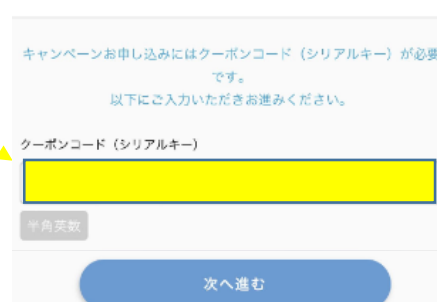 キャンペーンお申し込みにはクーポンコード（シリアルキー）が必要
です。
以下にご入力いただきお進みください。
クーポンコード（シリアルキー）
半角英数
次へ進む